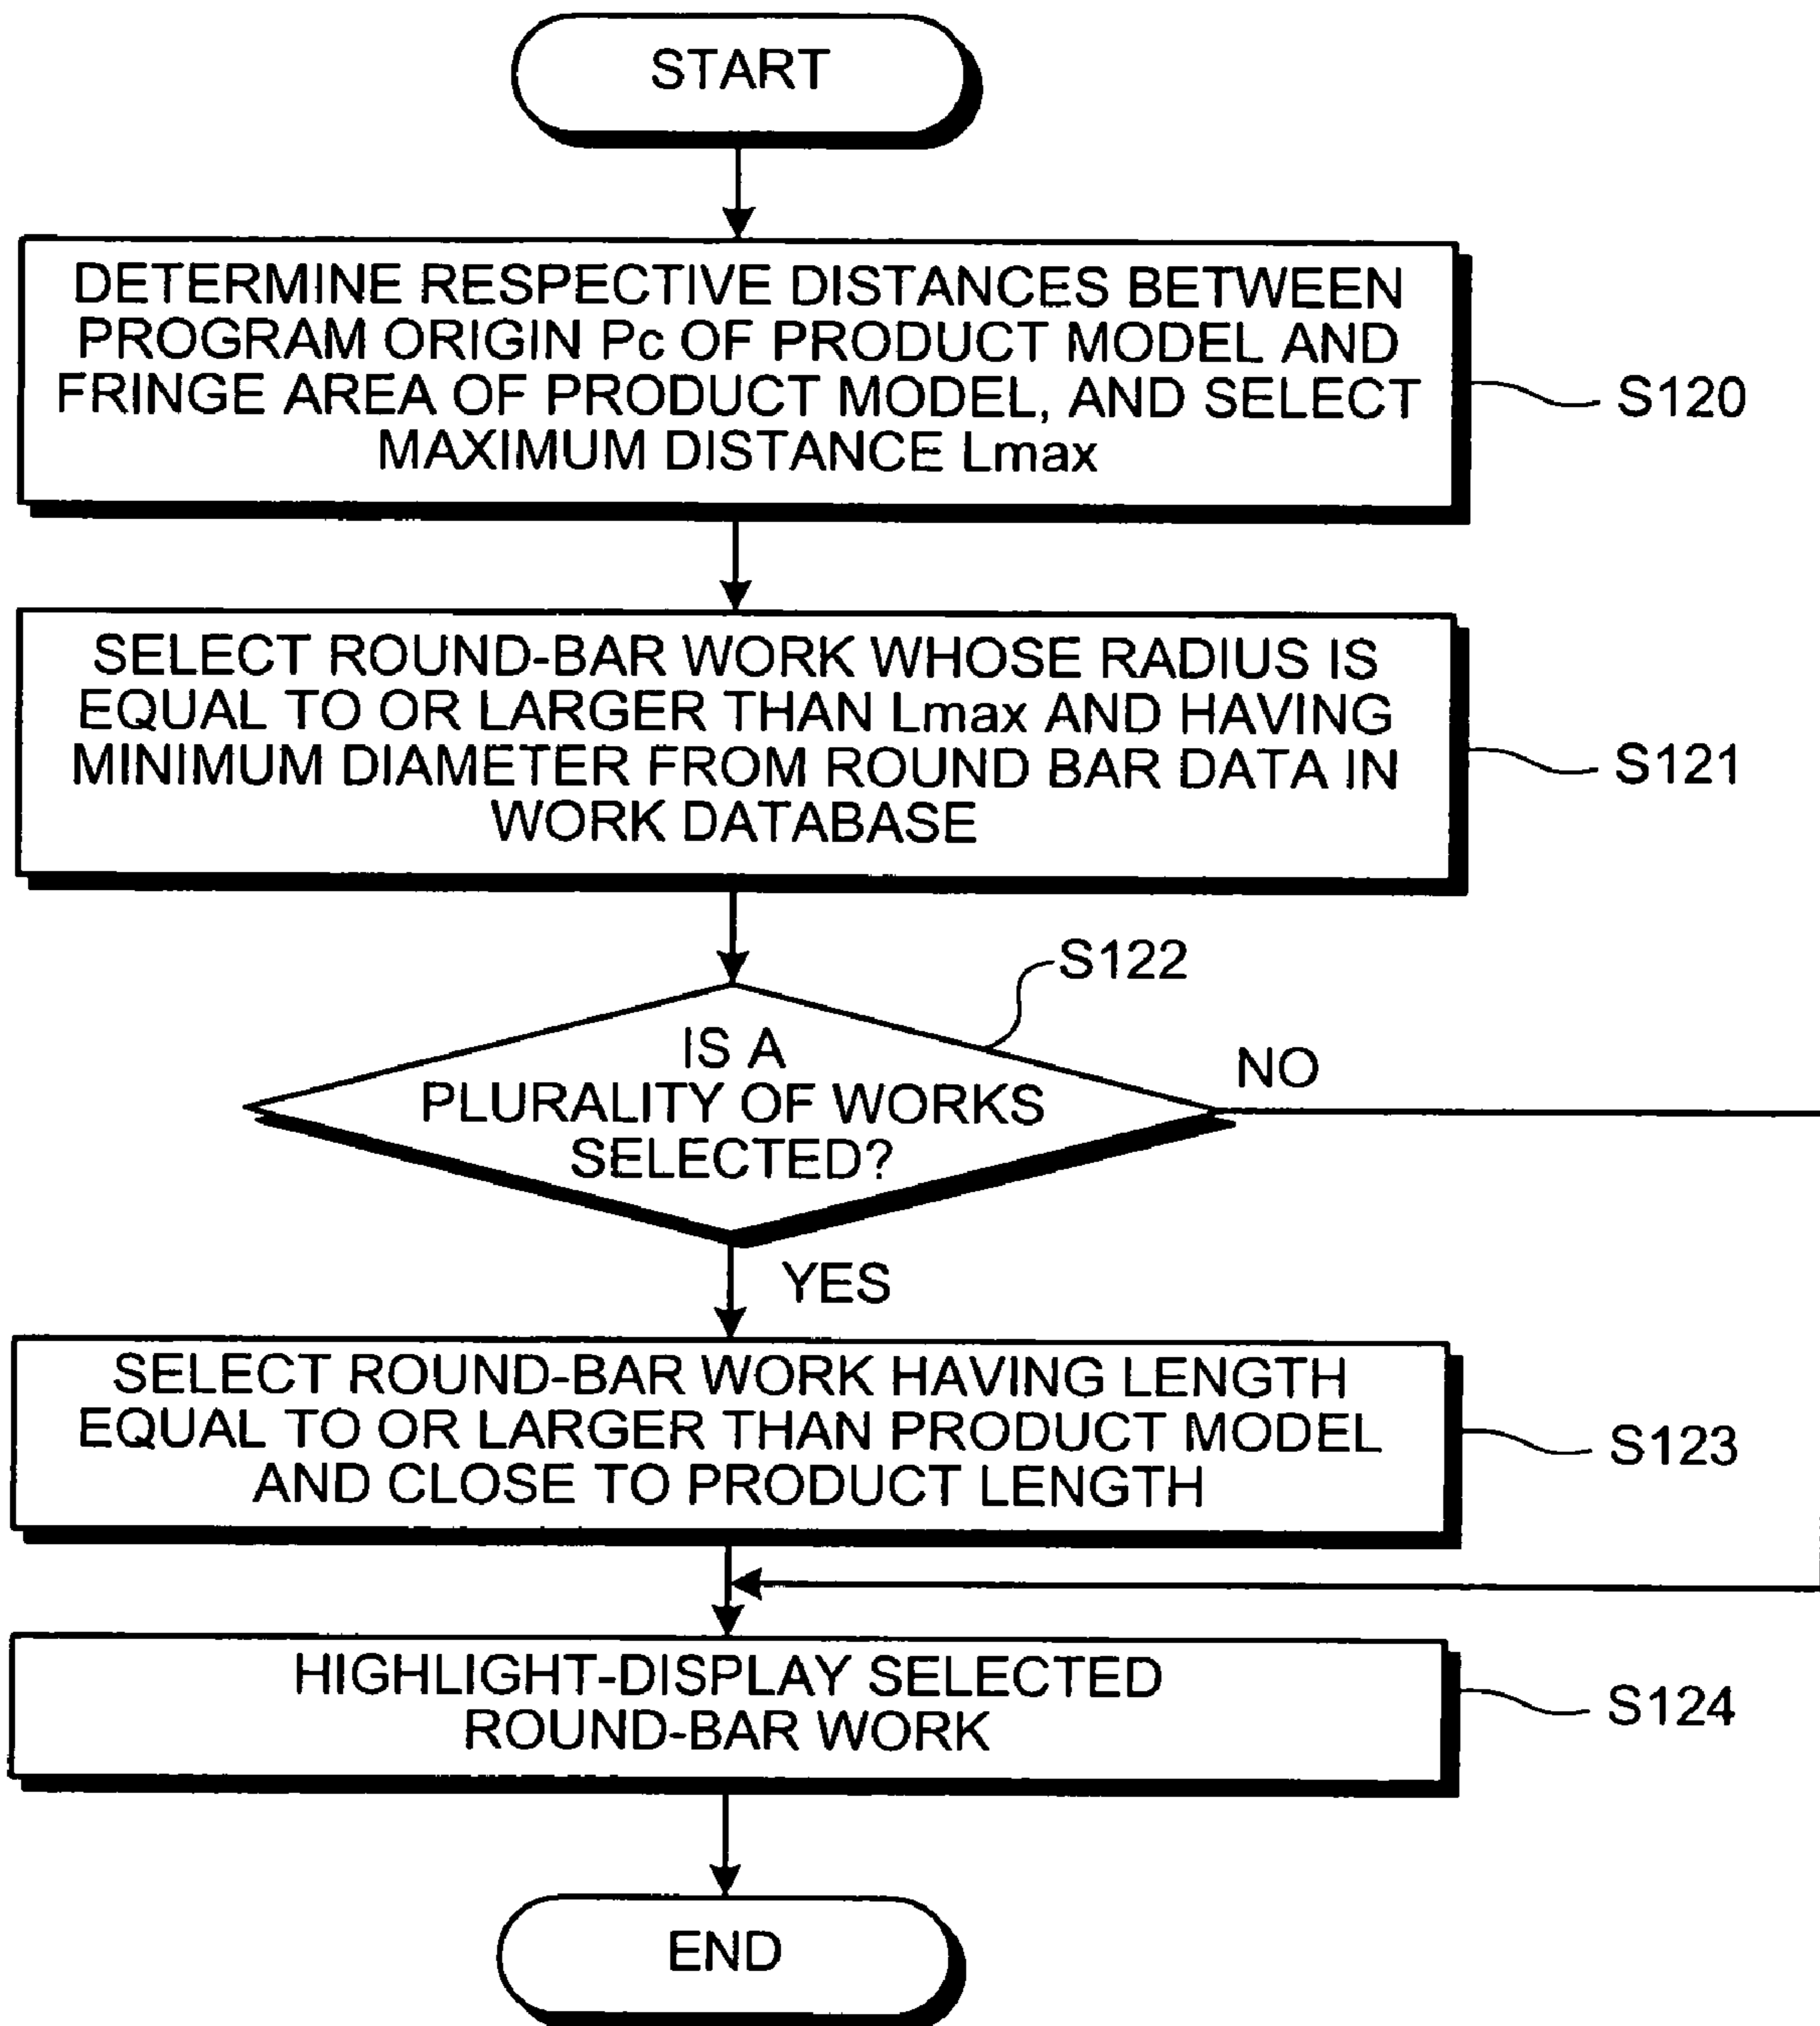 START
DETERMINE RESPECTIVE DISTANCES BETWEEN
PROGRAM ORIGIN Pc OF PRODUCT MODEL AND
FRINGE AREA OF PRODUCT MODEL, AND SELECT
MAXIMUM DISTANCE Lmax
S120
SELECT ROUND-BAR WORK WHOSE RADIUS IS
EQUAL TO OR LARGER THAN Lmax AND HAVING
MINIMUM DIAMETER FROM ROUND BAR DATA IN
WORK DATABASE
S121
S122
IS A
PLURALITY OF WORKS
SELECTED?
NO
YES
SELECT ROUND-BAR WORK HAVING LENGTH
EQUAL TO OR LARGER THAN PRODUCT MODEL
AND CLOSE TO PRODUCT LENGTH
S123
HIGHLIGHT-DISPLAY SELECTED
ROUND-BAR WORK
S124
END